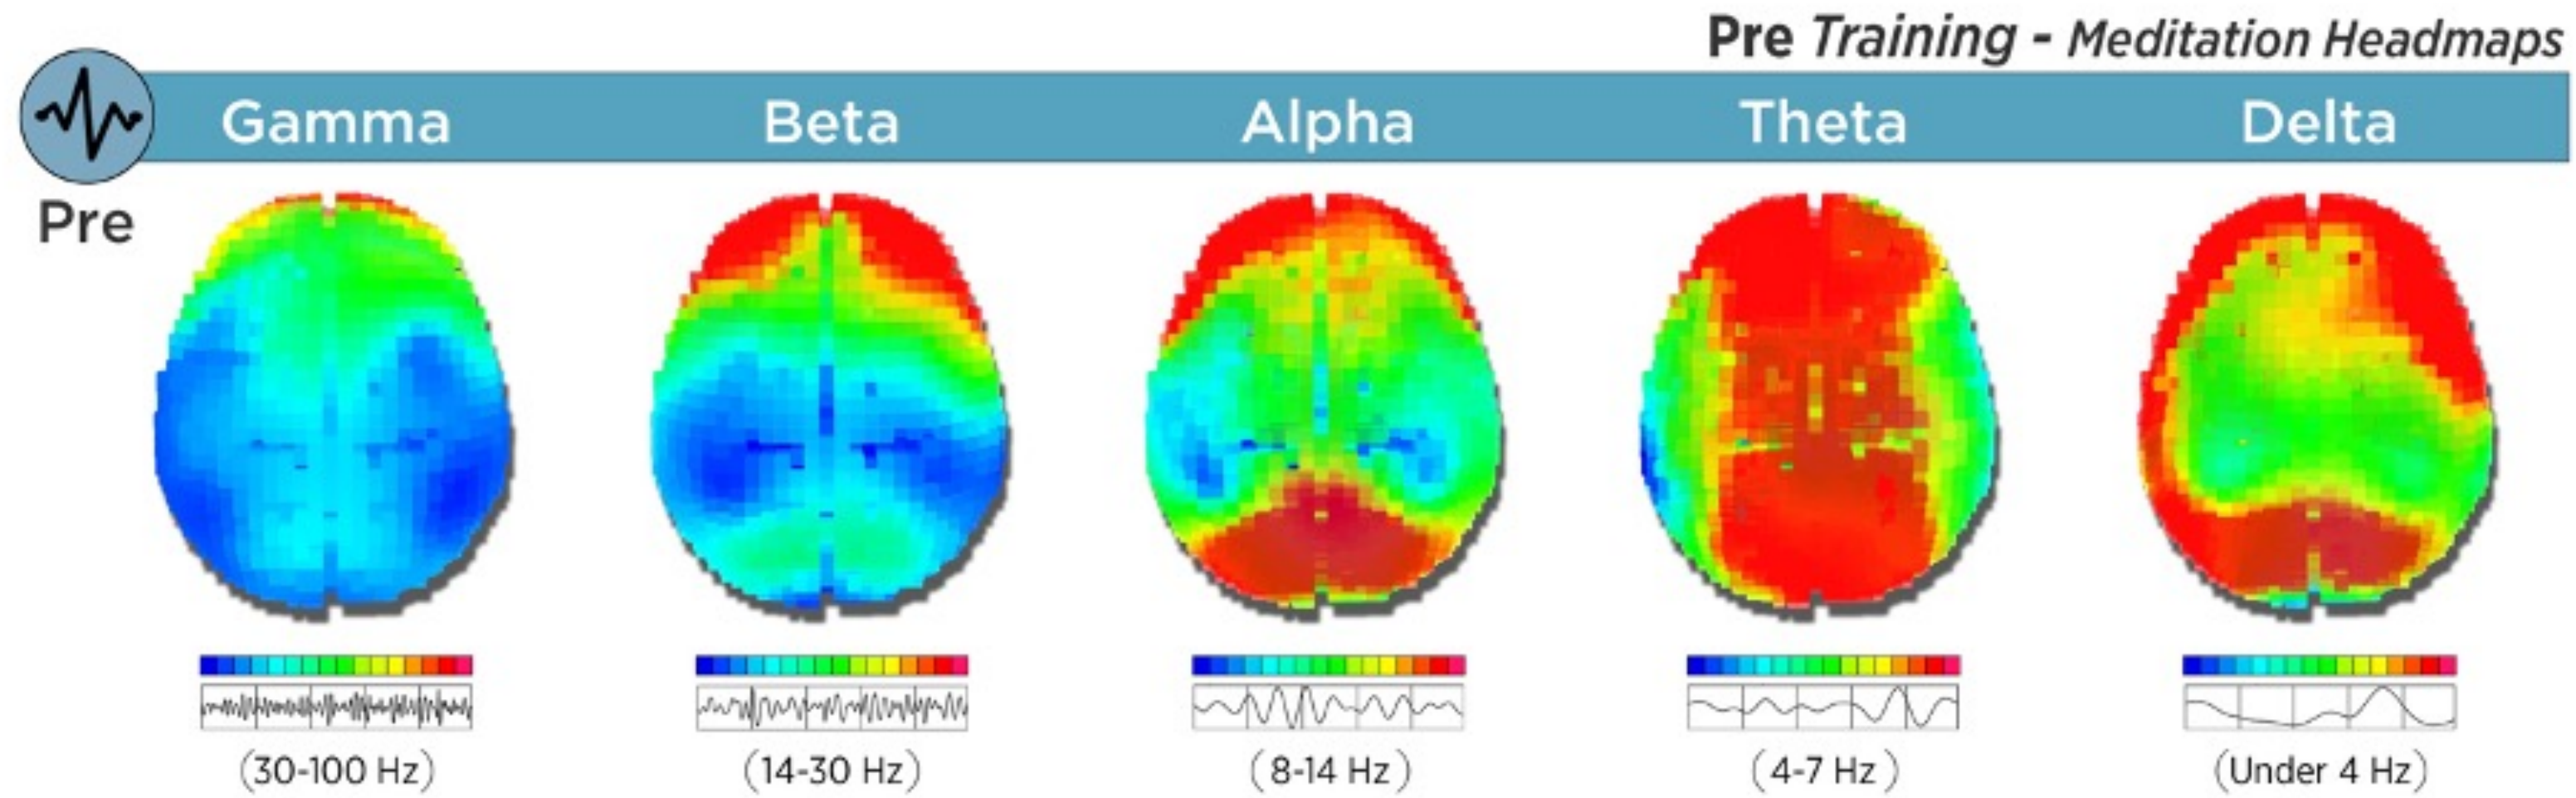 Pre Training - Meditation Headmaps
Gamma Beta Alpha Theta Delta
Pre
(30-100 Hz) (14-30 Hz) (8-14 Hz) (4-7 Hz) (Under 4 Hz)